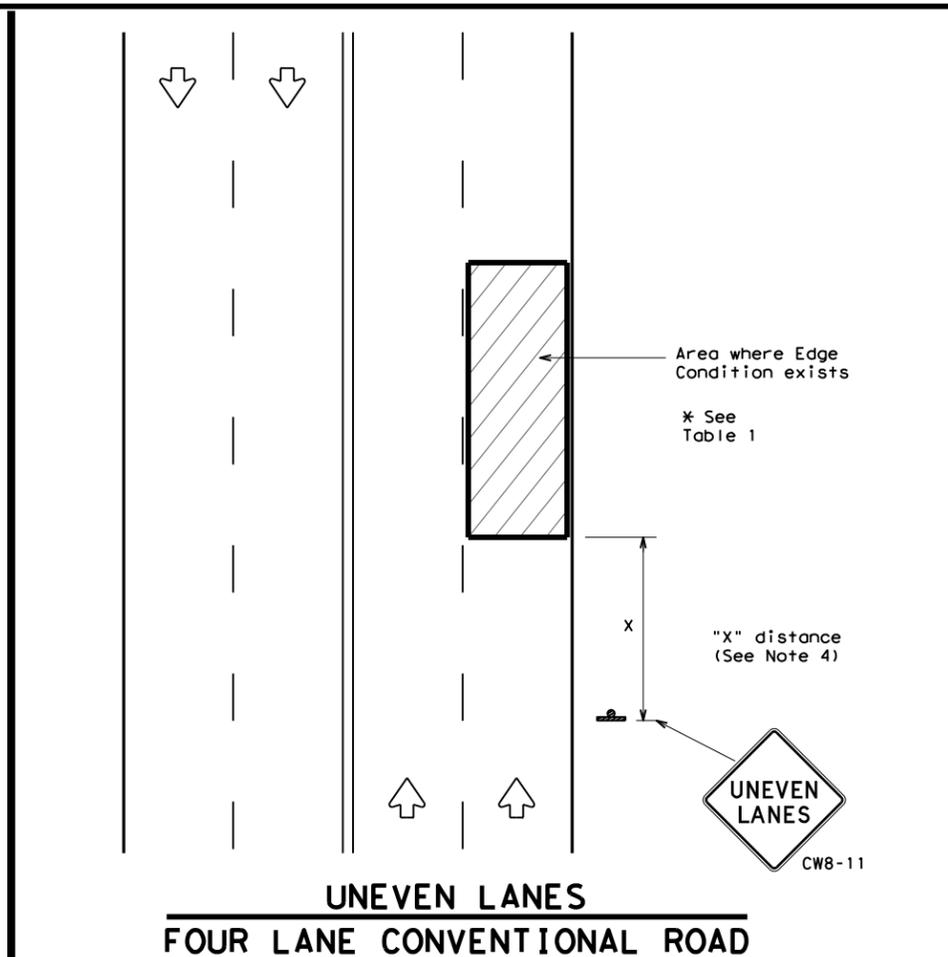 Area where Edge
Condition exists
* See
Table 1
X
"X" distance
(See Note 4)
UNEVEN
LANES
CW8-11
UNEVEN LANES
FOUR LANE CONVENTIONAL ROAD